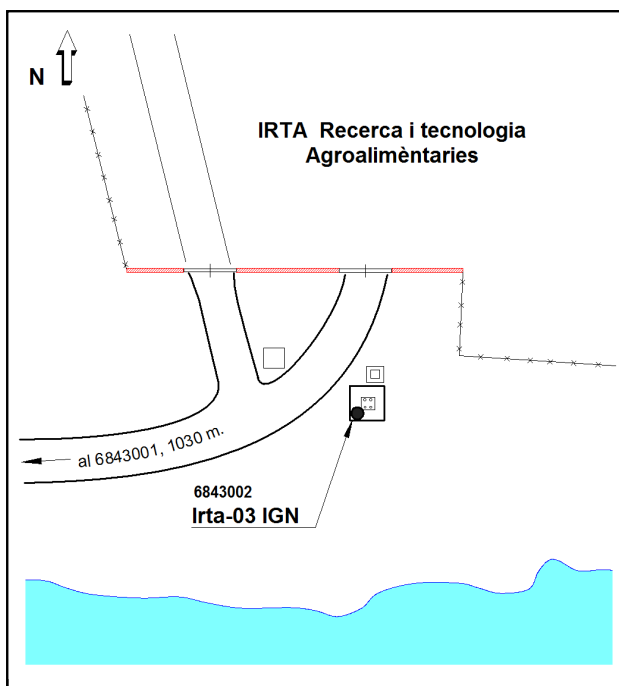 N
IRTA Recerca i tecnologia
Agroalimèntaries
al 6843001, 1030 m.
6843002
Irta-03 IGN